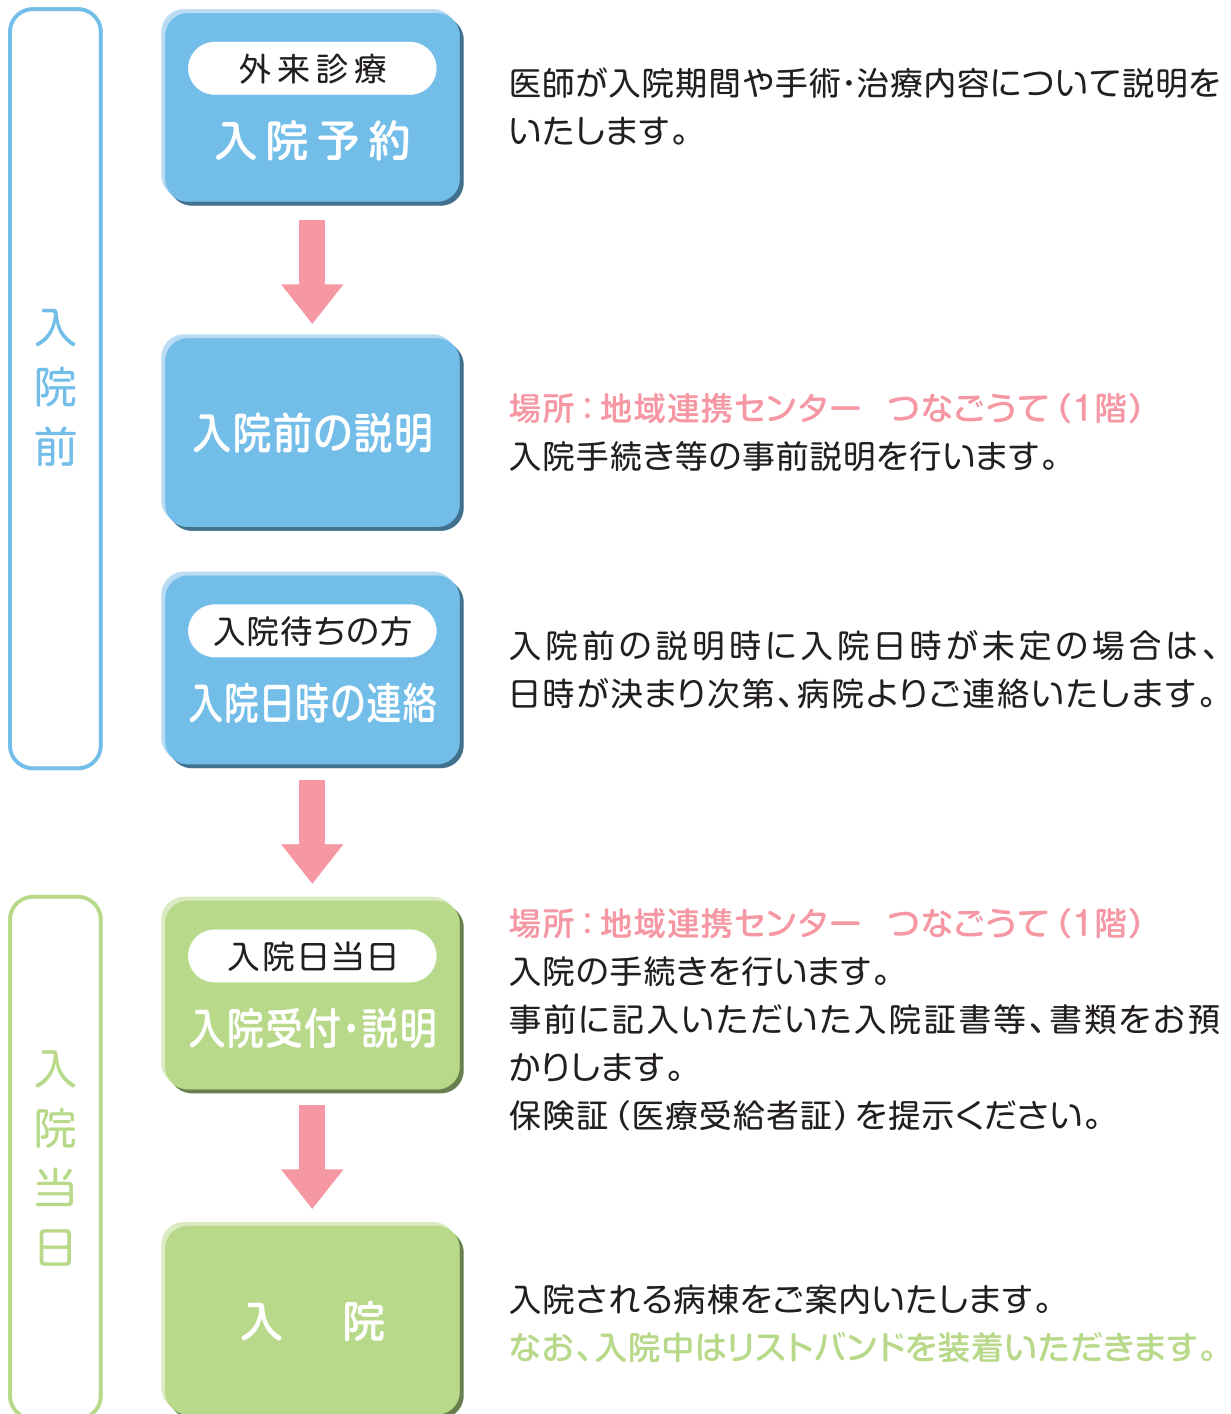 入院前
外来診療
入院予約
医師が入院期間や手術・治療内容について説明を
いたします。
入院前の説明
場所：地域連携センター　つなごうて（1階）
入院手続き等の事前説明を行います。
入院待ちの方
入院日時の連絡
入院前の説明時に入院日時が未定の場合は、
日時が決まり次第、病院よりご連絡いたします。
入院当日
入院日当日
入院受付・説明
場所：地域連携センター　つなごうて（1階）
入院の手続きを行います。
事前に記入いただいた入院証書等、書類をお預
かりします。
保険証（医療受給者証）を提示ください。
入　院
入院される病棟をご案内いたします。
なお、入院中はリストバンドを装着いただきます。